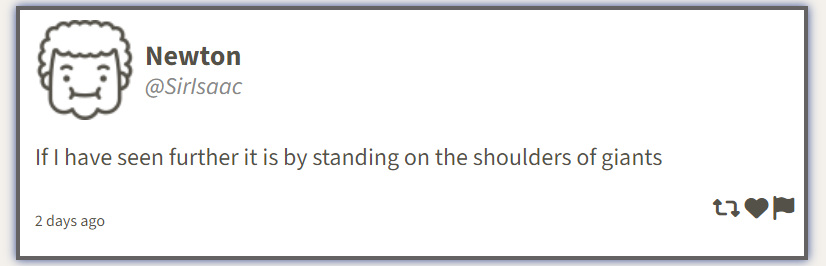 Newton
@SirIsaac
If I have seen further it is by standing on the shoulders of giants
2 days ago